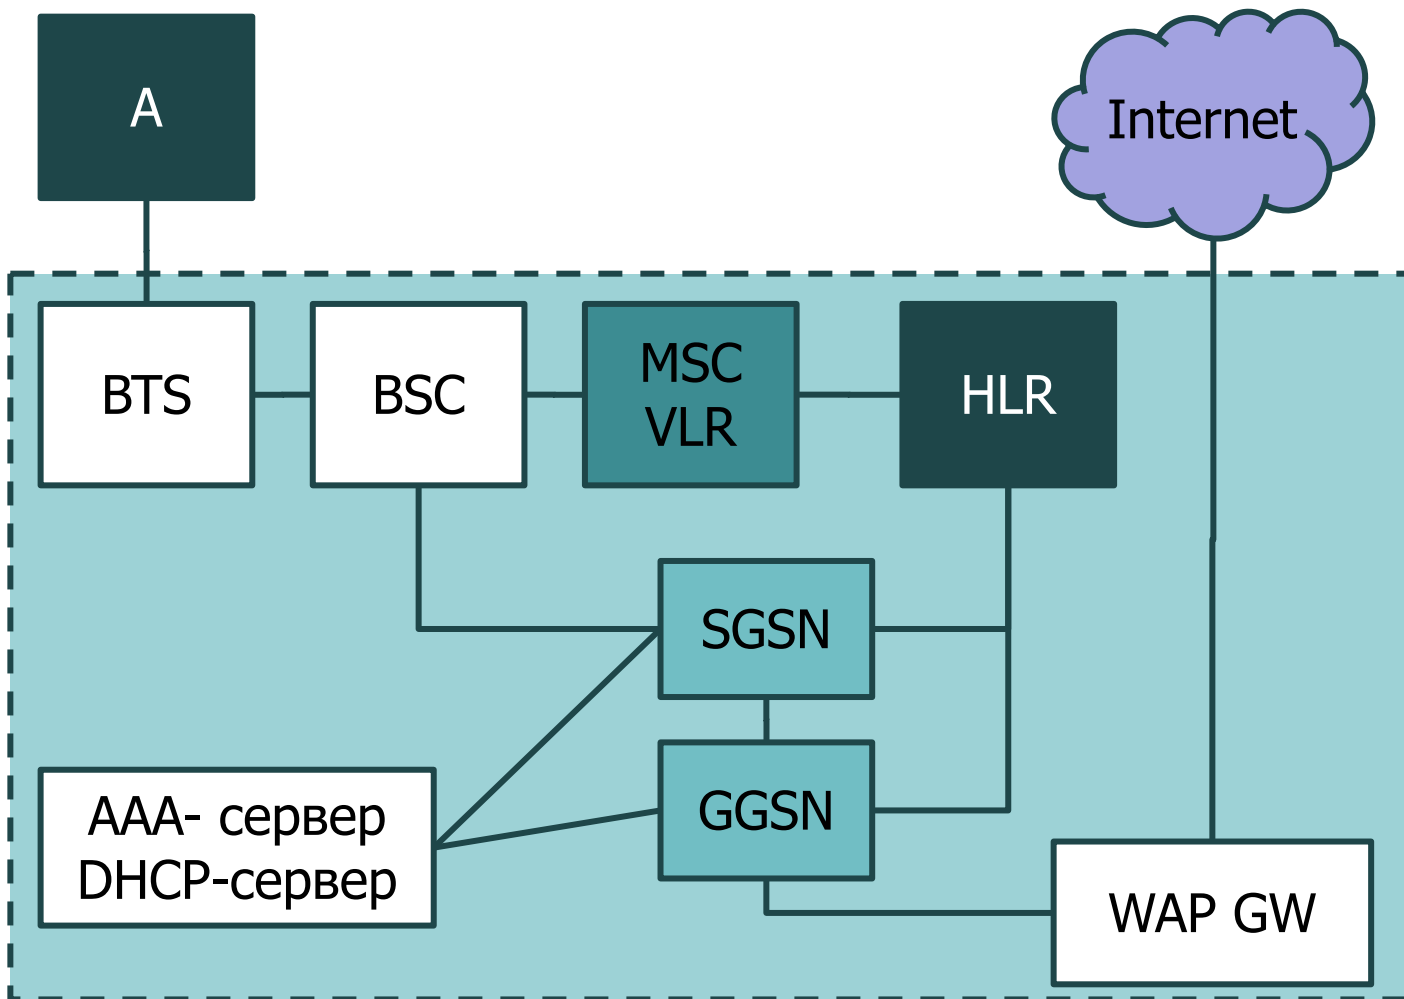 A
Internet
BTS
BSC
MSC
VLR
HLR
SGSN
GGSN
AAA- сервер
DHCP-сервер
WAP GW